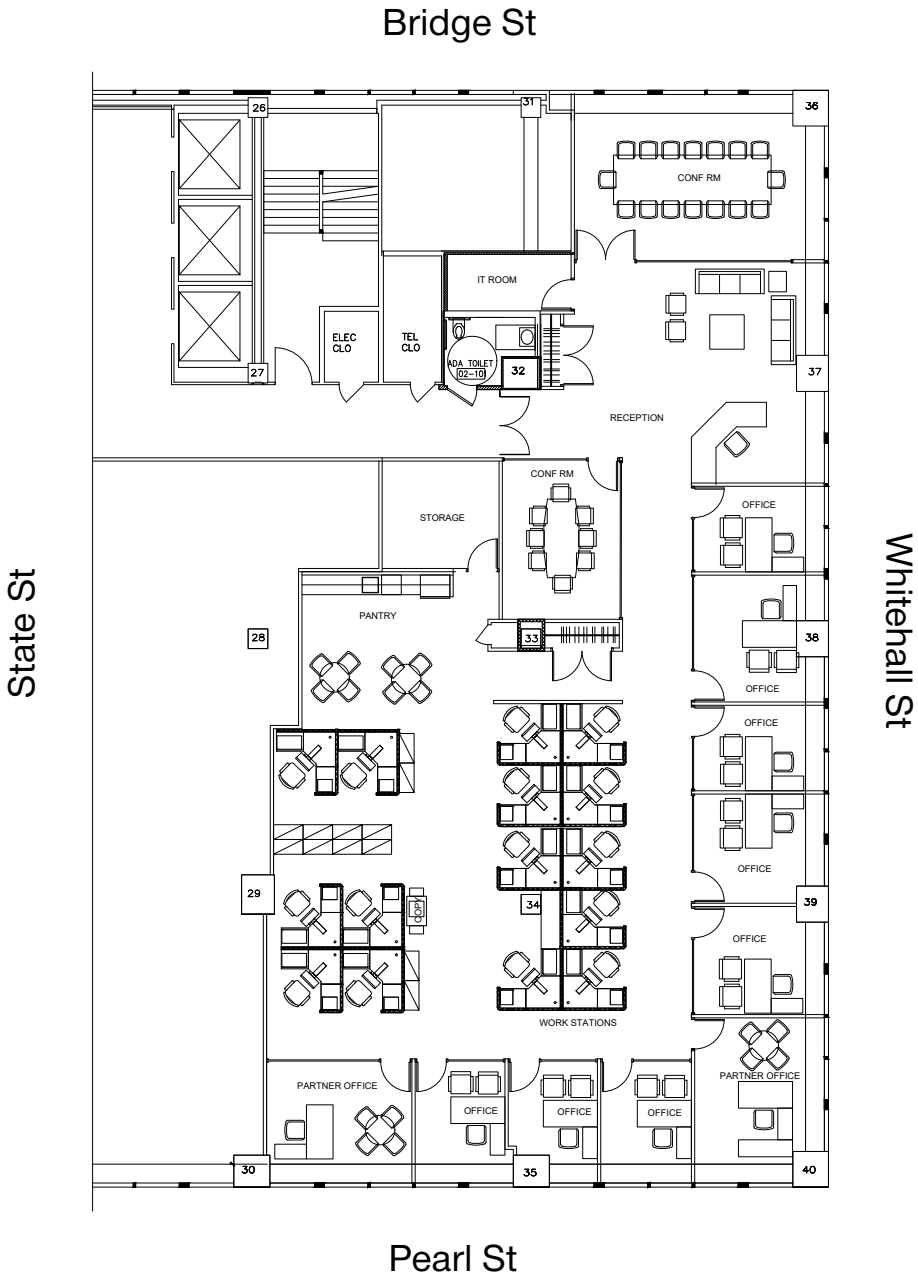 Bridge St
26
31
36
CONF RM
IT ROOM
ELEC
CLO
TEL
CLO
ADA TOILET
02-10
32
27
37
RECEPTION
CONF RM
STORAGE
OFFICE
PANTRY
State St
Whitehall St
28
33
38
OFFICE
OFFICE
OFFICE
29
COPY
34
39
OFFICE
WORK STATIONS
PARTNER OFFICE
PARTNER OFFICE
OFFICE
OFFICE
OFFICE
30
35
40
Pearl St